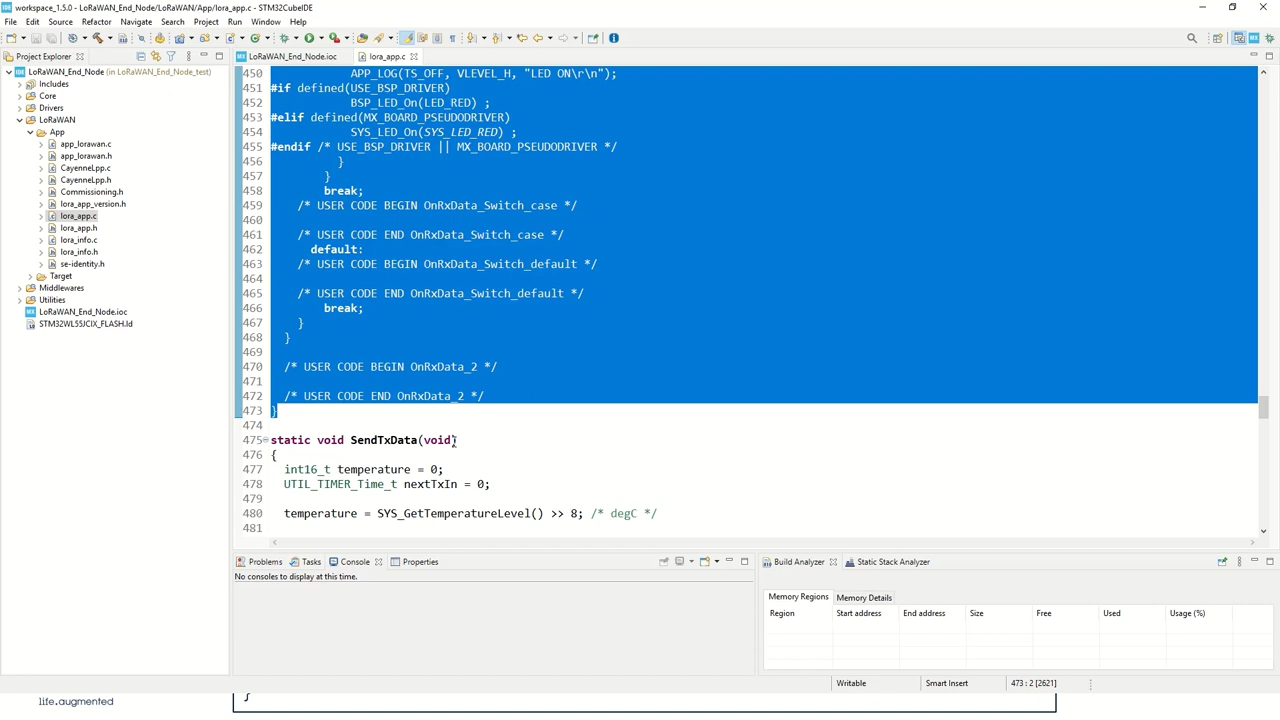 workspace_1.5.0 - LoRaWAN_End_Node/LoRaWAN/App/lora_app.c - STM32CubeIDE
File Edit Source Refactor Navigate Search Project Run Window Help
Project Explorer
LoRaWAN_End_Node.ioc
lora_app.c
LoRaWAN_End_Node (in LoRaWAN_End_Node_test)
Includes
Core
Drivers
LoRaWAN
App
app_lorawan.c
app_lorawan.h
CayenneLpp.c
CayenneLpp.h
Commissioning.h
lora_app_version.h
lora_app.c
lora_app.h
lora_info.c
lora_info.h
se-identity.h
Target
Middlewares
Utilities
LoRaWAN_End_Node.ioc
STM32WL55JCIX_FLASH.ld
450 APP_LOG(TS_OFF, VLEVEL_H, "LED ON\r\n");
451 #if defined(USE_BSP_DRIVER)
452 BSP_LED_On(LED_RED) ;
453 #elif defined(MX_BOARD_PSEUDODRIVER)
454 SYS_LED_On(SYS_LED_RED) ;
455 #endif /* USE_BSP_DRIVER || MX_BOARD_PSEUDODRIVER */
456 }
457 }
458 break;
459 /* USER CODE BEGIN OnRxData_Switch_case */
460
461 /* USER CODE END OnRxData_Switch_case */
462 default:
463 /* USER CODE BEGIN OnRxData_Switch_default */
464
465 /* USER CODE END OnRxData_Switch_default */
466 break;
467 }
468 }
469
470 /* USER CODE BEGIN OnRxData_2 */
471
472 /* USER CODE END OnRxData_2 */
473 }
474
475 static void SendTxData(void)
476 {
477 int16_t temperature = 0;
478 UTIL_TIMER_Time_t nextTxIn = 0;
479
480 temperature = SYS_GetTemperatureLevel() >> 8; /* degC */
481
Problems Tasks Console Properties
No consoles to display at this time.
Build Analyzer Static Stack Analyzer
Memory Regions Memory Details
Region Start address End address Size Free Used Usage (%)
Writable Smart Insert 473 : 2 [2621]
life.augmented
}